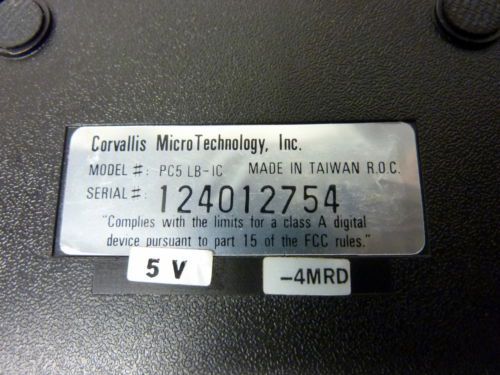 Corvallis MicroTechnology, Inc.
MODEL #: PC5 LB-IC MADE IN TAIWAN R.O.C.
SERIAL #: 124012754
"Complies with the limits for a class A digital
device pursuant to part 15 of the FCC rules."
5 V -4MRD